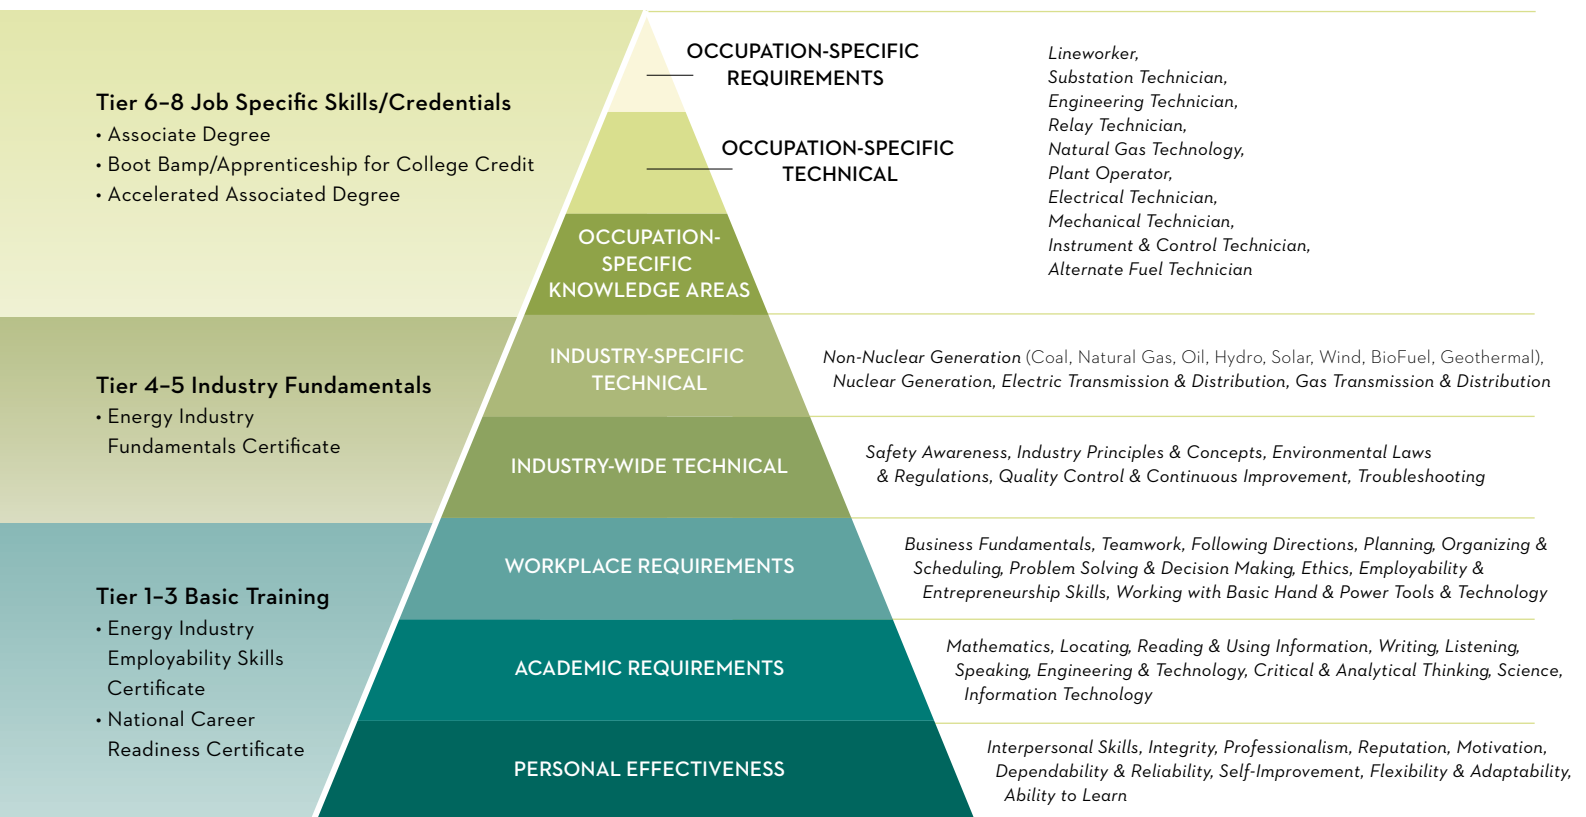 Tier 6–8 Job Specific Skills/Credentials
• Associate Degree
• Boot Bamp/Apprenticeship for College Credit
• Accelerated Associated Degree
OCCUPATION-SPECIFIC
REQUIREMENTS
OCCUPATION-SPECIFIC
TECHNICAL
OCCUPATION-
SPECIFIC
KNOWLEDGE AREAS
Lineworker,
Substation Technician,
Engineering Technician,
Relay Technician,
Natural Gas Technology,
Plant Operator,
Electrical Technician,
Mechanical Technician,
Instrument & Control Technician,
Alternate Fuel Technician
Tier 4–5 Industry Fundamentals
• Energy Industry
Fundamentals Certificate
INDUSTRY-SPECIFIC
TECHNICAL
Non-Nuclear Generation (Coal, Natural Gas, Oil, Hydro, Solar, Wind, BioFuel, Geothermal),
Nuclear Generation, Electric Transmission & Distribution, Gas Transmission & Distribution
INDUSTRY-WIDE TECHNICAL
Safety Awareness, Industry Principles & Concepts, Environmental Laws
& Regulations, Quality Control & Continuous Improvement, Troubleshooting
Tier 1–3 Basic Training
• Energy Industry
Employability Skills
Certificate
• National Career
Readiness Certificate
WORKPLACE REQUIREMENTS
Business Fundamentals, Teamwork, Following Directions, Planning, Organizing &
Scheduling, Problem Solving & Decision Making, Ethics, Employability &
Entrepreneurship Skills, Working with Basic Hand & Power Tools & Technology
ACADEMIC REQUIREMENTS
Mathematics, Locating, Reading & Using Information, Writing, Listening,
Speaking, Engineering & Technology, Critical & Analytical Thinking, Science,
Information Technology
PERSONAL EFFECTIVENESS
Interpersonal Skills, Integrity, Professionalism, Reputation, Motivation,
Dependability & Reliability, Self-Improvement, Flexibility & Adaptability,
Ability to Learn